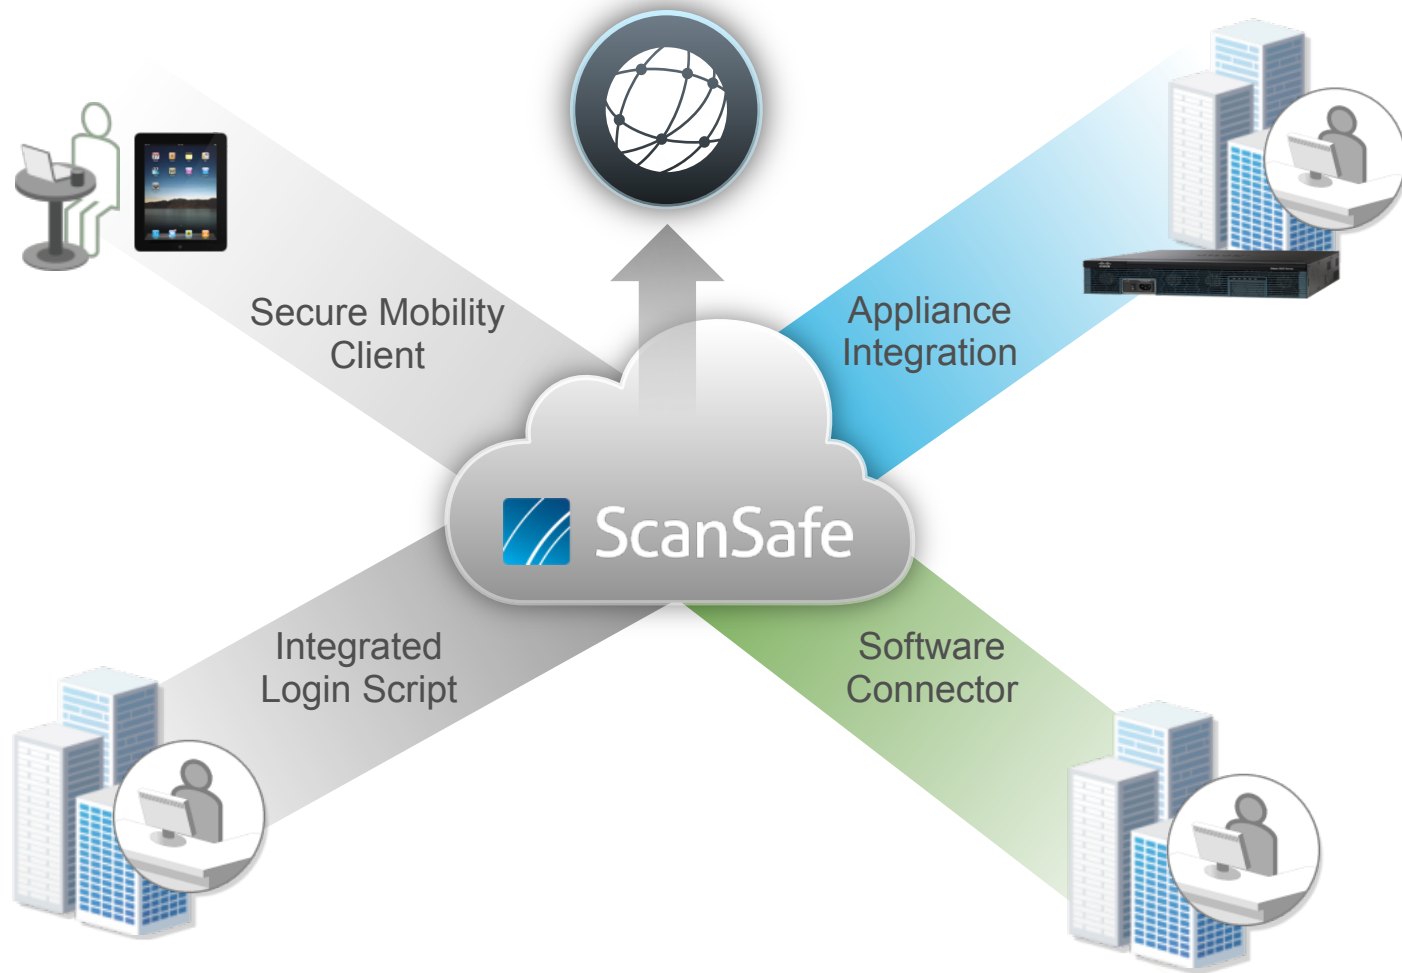 Secure Mobility
Client
Appliance
Integration
ScanSafe
Integrated
Login Script
Software
Connector